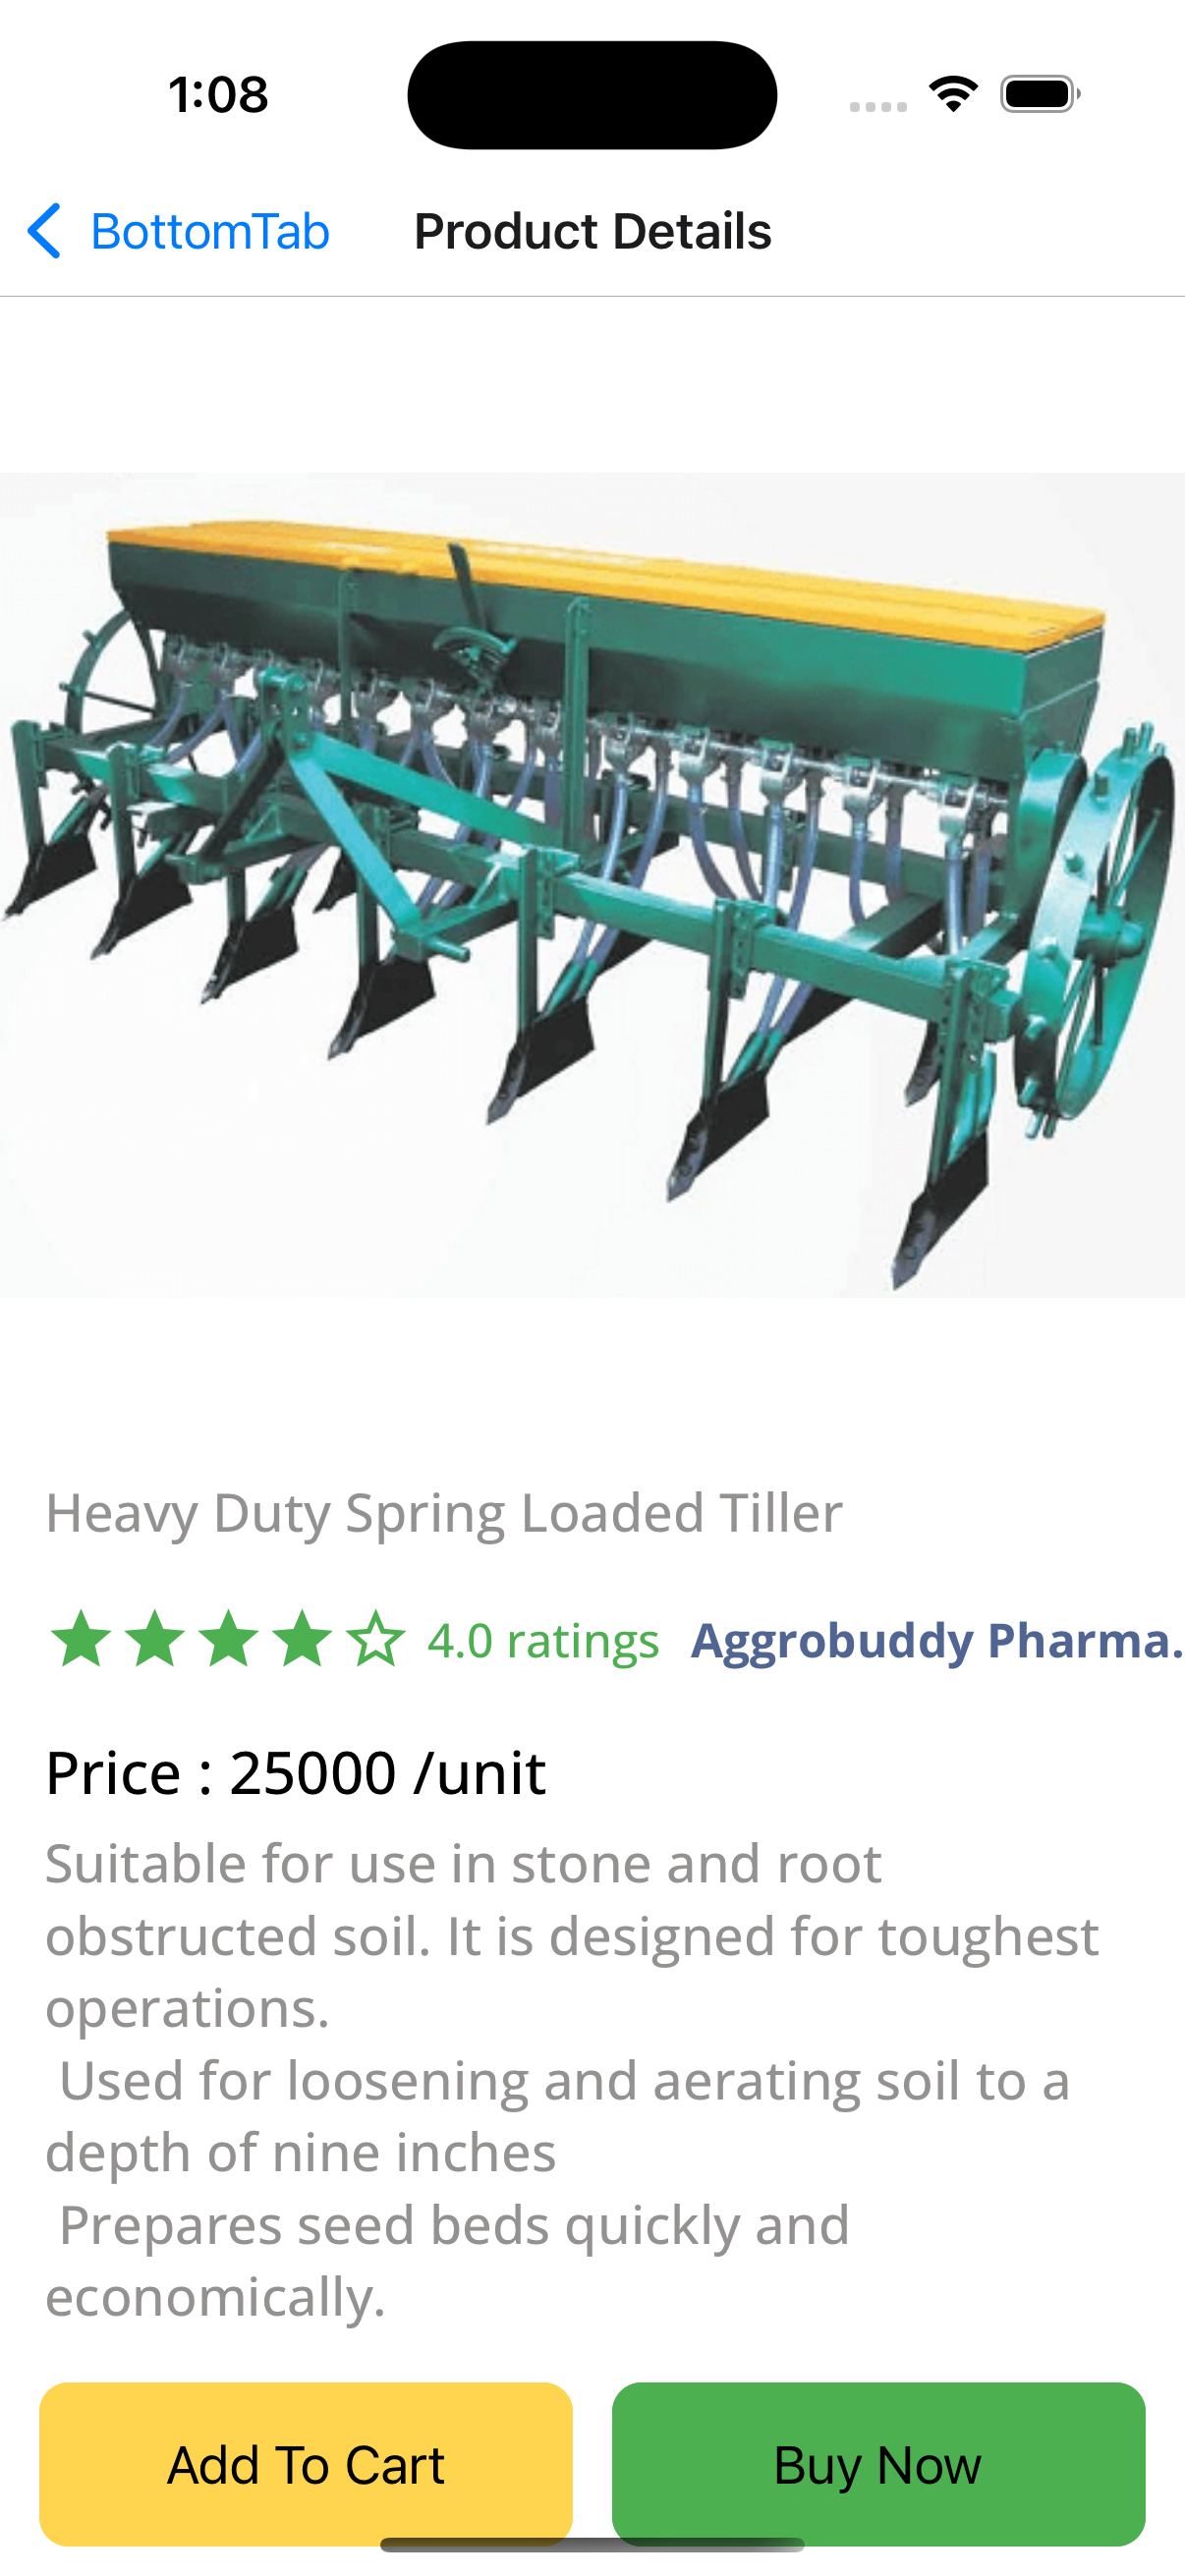 1:08
BottomTab
Product Details
Heavy Duty Spring Loaded Tiller
4.0 ratings Aggrobuddy Pharma.
Price : 25000 /unit
Suitable for use in stone and root
obstructed soil. It is designed for toughest
operations.
Used for loosening and aerating soil to a
depth of nine inches
Prepares seed beds quickly and
economically.
Add To Cart
Buy Now